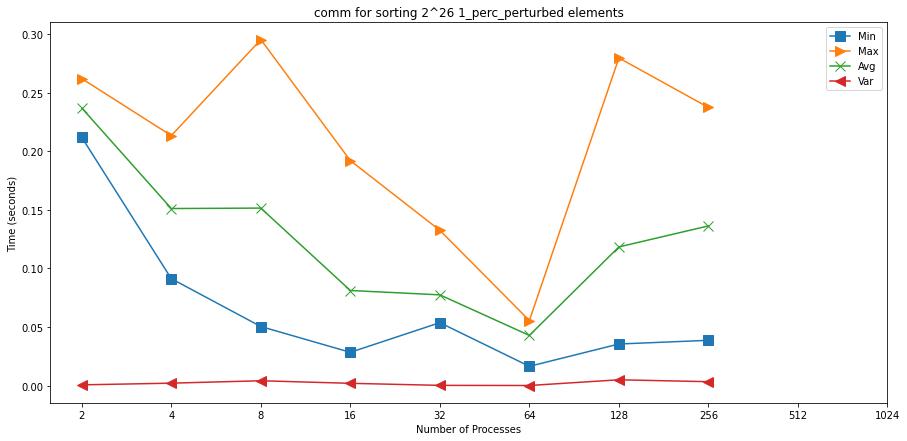 comm for sorting 2^26 1_perc_perturbed elements
Min
Max
Avg
Var
Time (seconds)
0.30
0.25
0.20
0.15
0.10
0.05
0.00
2 4 8 16 32 64 128 256 512 1024
Number of Processes